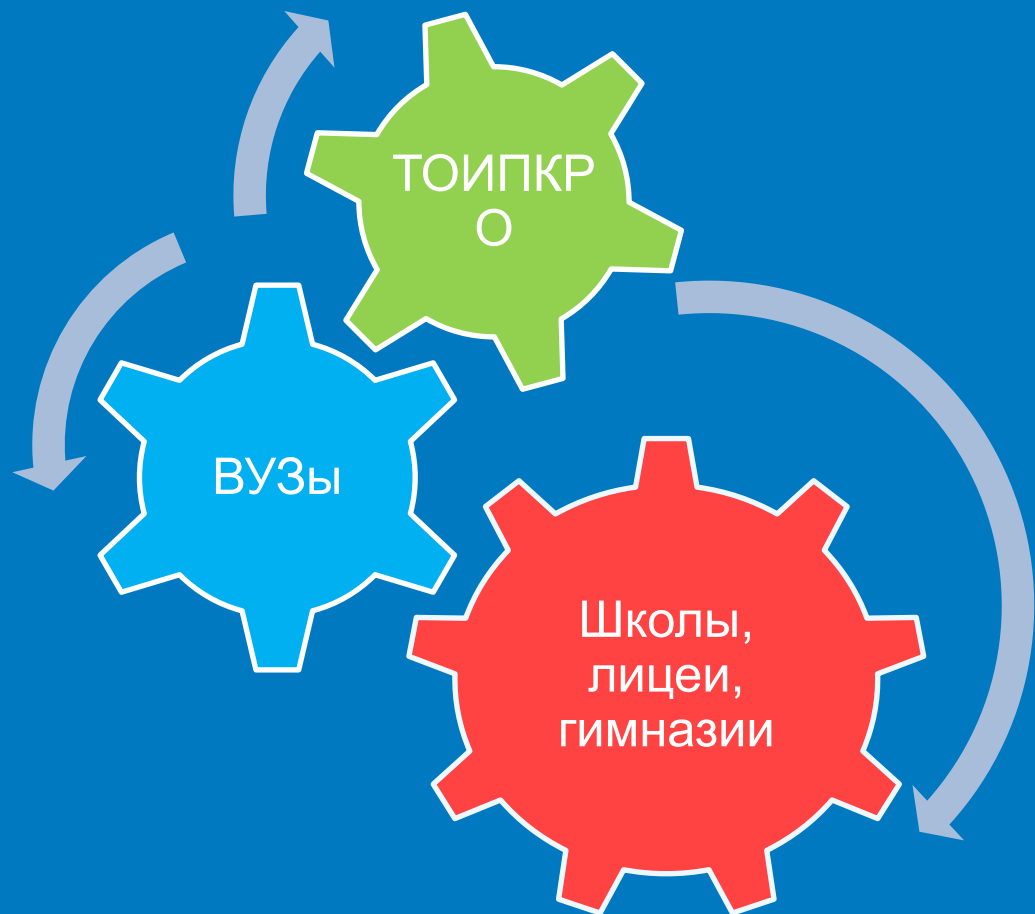 ТОИПКР
О
ВУЗы
Школы,
лицеи,
гимназии